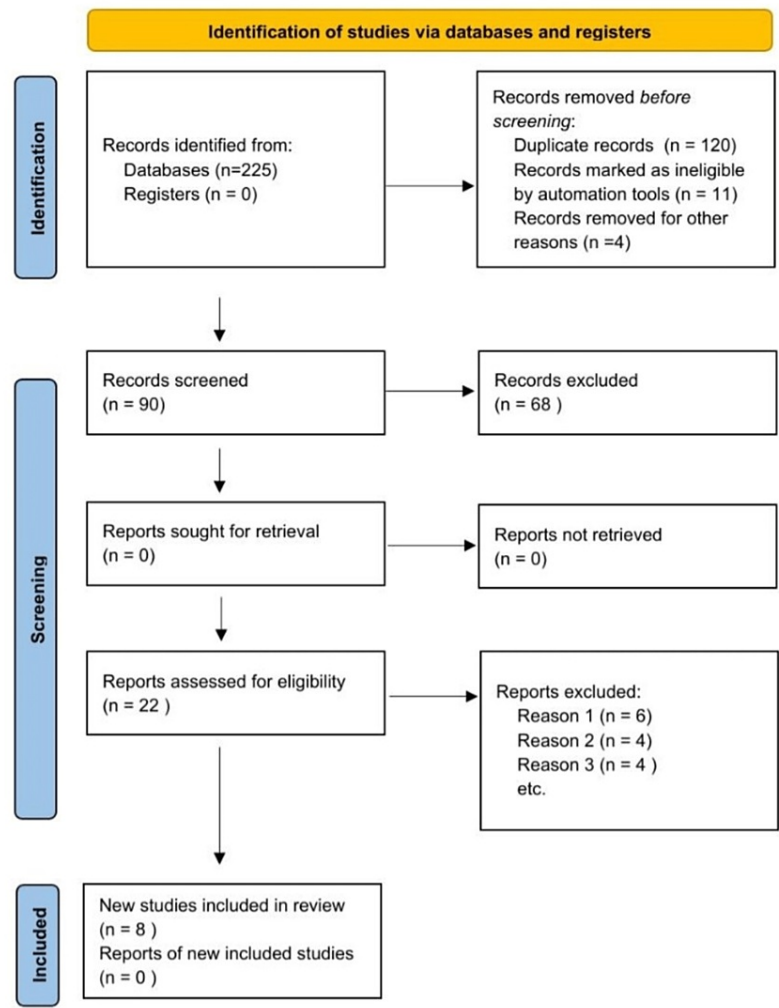 Identification of studies via databases and registers
Identification
Records identified from:
Databases (n=225)
Registers (n = 0)
Records removed before
screening:
Duplicate records (n = 120)
Records marked as ineligible
by automation tools (n = 11)
Records removed for other
reasons (n =4)
Screening
Records screened
(n = 90)
Records excluded
(n = 68 )
Reports sought for retrieval
(n = 0)
Reports not retrieved
(n = 0)
Reports assessed for eligibility
(n = 22 )
Reports excluded:
Reason 1 (n = 6)
Reason 2 (n = 4)
Reason 3 (n = 4 )
etc.
Included
New studies included in review
(n = 8 )
Reports of new included studies
(n = 0 )